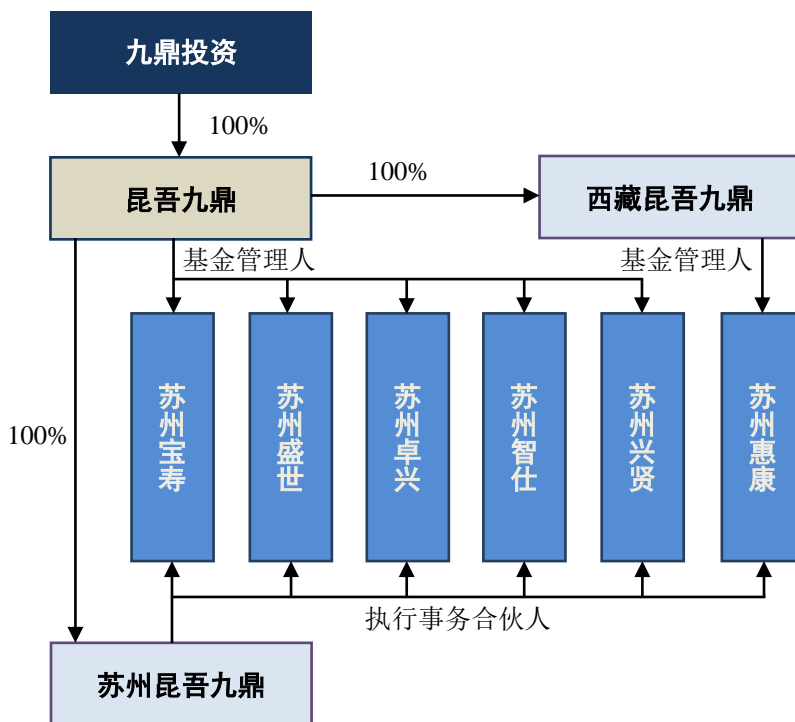 九鼎投资
100%
昆吾九鼎
100%
西藏昆吾九鼎
基金管理人
基金管理人
100%
苏州宝寿
苏州盛世
苏州卓兴
苏州智仕
苏州兴贤
苏州惠康
执行事务合伙人
苏州昆吾九鼎